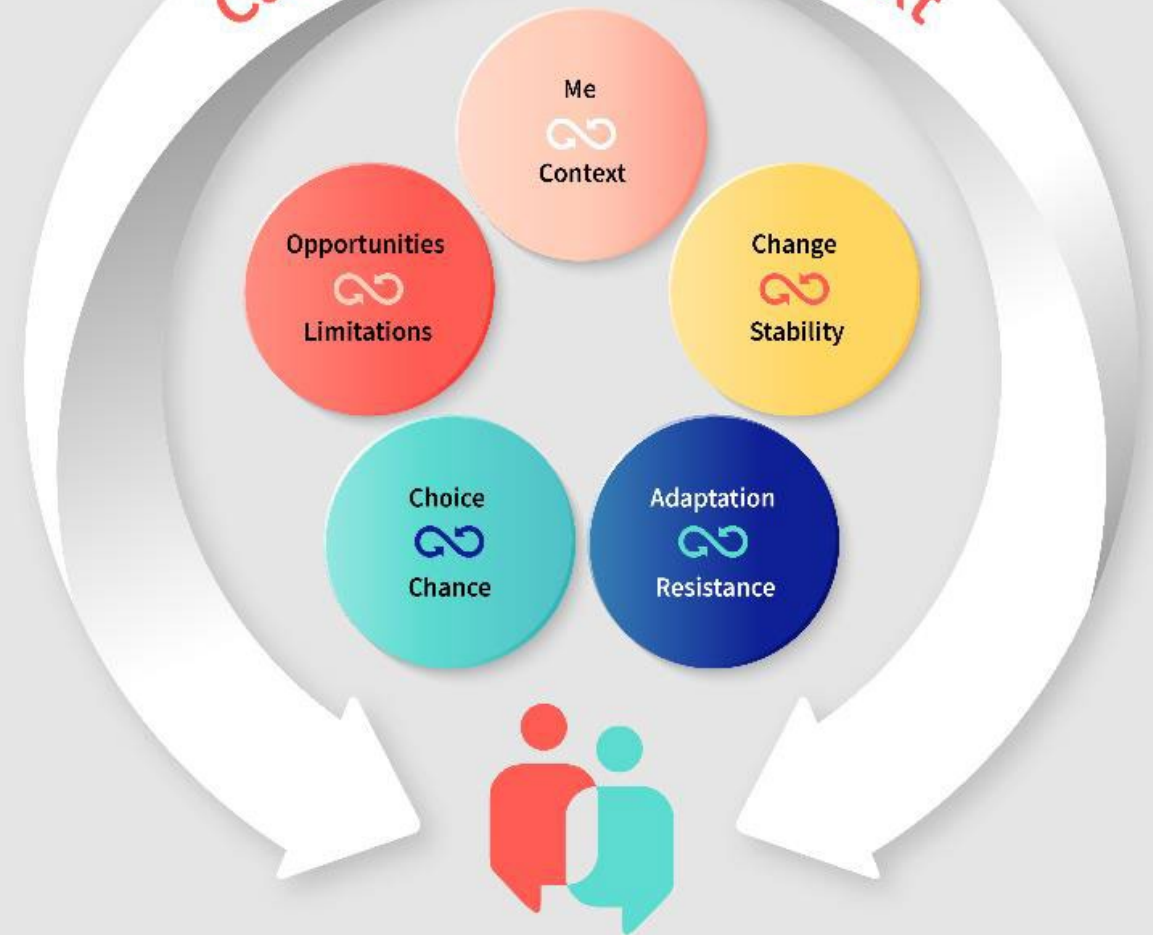 Me
Context
Opportunities
Limitations
Change
Stability
Choice
Chance
Adaptation
Resistance